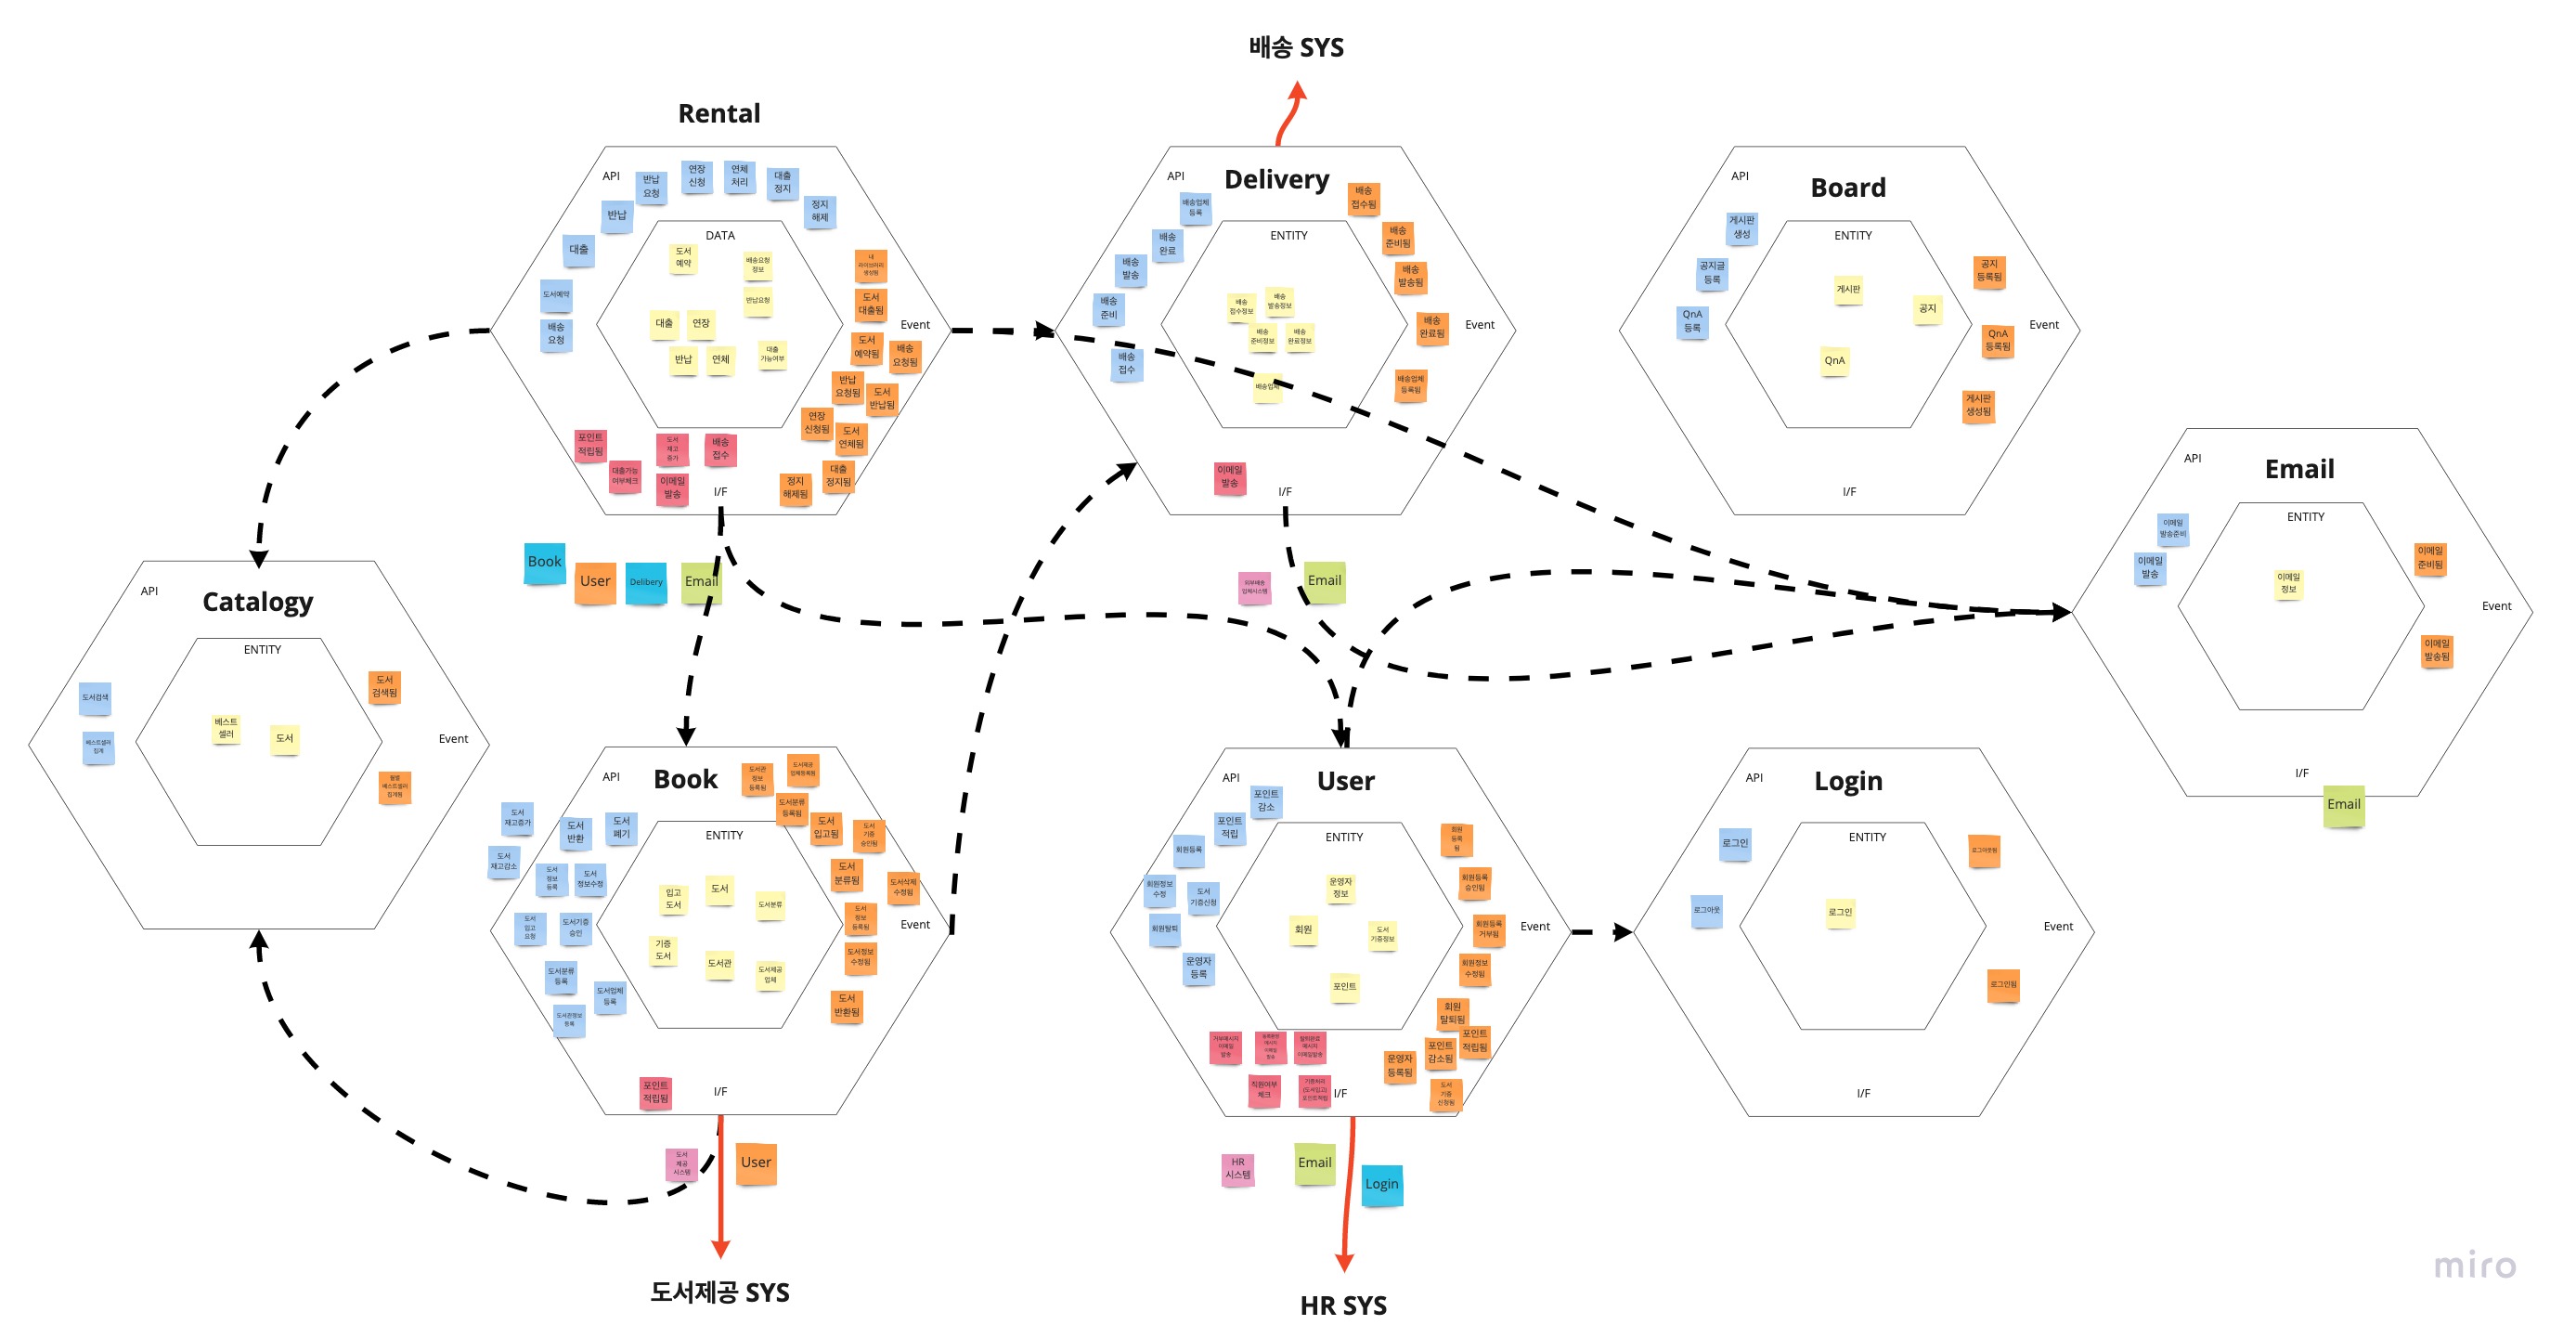 배송 SYS
Rental
API
반납
요청
연장
신청
연체
처리
대출
정지
정지
해제
반납
대출
도서예약
배송
요청
DATA
도서
예약
배송요청
정보
반납요청
대출
연장
반납
연체
대출
가능여부
내
라이브러리
생성됨
도서
대출됨
Event
도서
예약됨
배송
요청됨
반납
요청됨
도서
반납됨
연장
신청됨
도서
연체됨
대출
정지됨
정지
해제됨
포인트
적립됨
대출가능
여부체크
도서
재고
증가
이메일
발송
배송
접수
I/F
Book
User
Delibery
Email
Delivery
API
배송업체
등록
배송
완료
배송
발송
배송
준비
배송
접수
ENTITY
배송
접수정보
배송
발송정보
배송
준비정보
배송
완료정보
배송업체
배송
접수됨
배송
준비됨
배송
발송됨
배송
완료됨
Event
배송업체
등록됨
이메일
발송
I/F
외부배송
업체시스템
Email
Board
API
게시판
생성
공지글
등록
QnA
등록
ENTITY
게시판
공지
QnA
공지
등록됨
Event
QnA
등록됨
게시판
생성됨
I/F
Email
API
이메일
발송준비
이메일
발송
ENTITY
이메일
정보
이메일
준비됨
Event
이메일
발송됨
I/F
Email
Catalogy
API
도서검색
베스트셀러
집계
ENTITY
베스트
셀러
도서
도서
검색됨
Event
월별
베스트셀러
집계됨
Book
API
도서
재고증가
도서
반환
도서
폐기
도서
재고감소
도서
정보
등록
도서
정보수정
도서
입고
요청
도서기증
승인
도서분류
등록
도서업체
등록
도서관정보
등록
ENTITY
입고
도서
도서
도서분류
기증
도서
도서관
도서제공
업체
도서관
정보
등록됨
도서제공
업체등록됨
도서분류
등록됨
도서
입고됨
도서
기증
승인됨
도서
분류됨
도서삭제
수정됨
도서
정보
등록됨
Event
도서정보
수정됨
도서
반환됨
포인트
적립됨
I/F
도서
제공
시스템
User
도서제공 SYS
User
API
포인트
감소
포인트
적립
회원등록
회원정보
수정
도서
기증신청
회원탈퇴
운영자
등록
ENTITY
운영자
정보
회원
도서
기증정보
포인트
회원
등록
됨
회원등록
승인됨
회원등록
거부됨
Event
회원정보
수정됨
회원
탈퇴됨
포인트
적립됨
포인트
감소됨
운영자
등록됨
도서
기증
신청됨
거부메시지
이메일
발송
메시지
이메일
발송
탈퇴완료
메시지
이메일발송
직원여부
체크
기증처리
(도서입고)
포인트적립
I/F
HR
시스템
Email
Login
HR SYS
Login
API
로그인
로그아웃
ENTITY
로그인
로그아웃됨
Event
로그인됨
I/F
miro